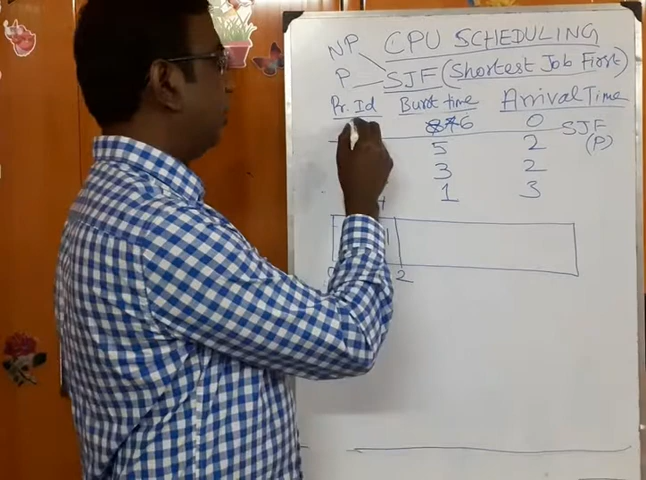 NP CPU SCHEDULING
P SJF (Shortest Job First)
Pr. Id Burst time Arrival Time
6 0 SJF
5 2 (P)
3 2
1 3
2